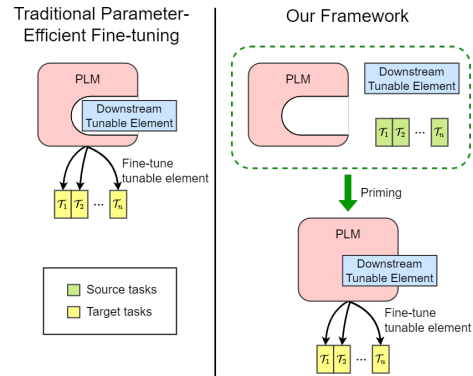 Traditional Parameter-
Efficient Fine-tuning
PLM
Downstream
Tunable Element
Fine-tune
tunable element
T1 T2 ... Tn
Source tasks
Target tasks
Our Framework
PLM
Downstream
Tunable Element
T1 T2 ... Tn
Priming
PLM
Downstream
Tunable Element
Fine-tune
tunable element
T1 T2 ... Tn